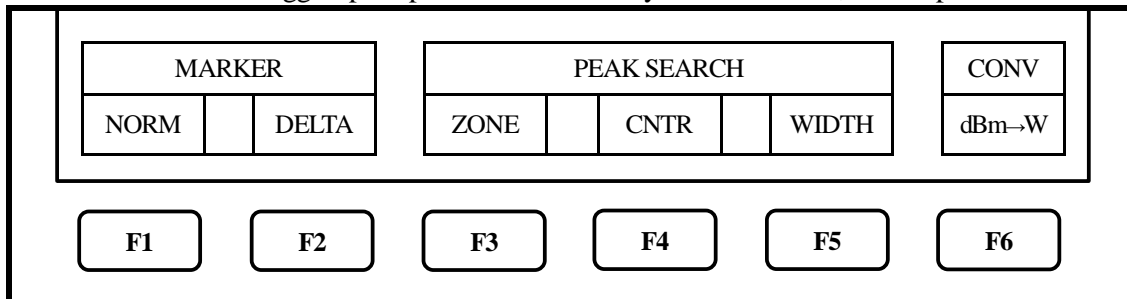 MARKER PEAK SEARCH CONV
NORM DELTA ZONE CNTR WIDTH dBm→W
F1 F2 F3 F4 F5 F6